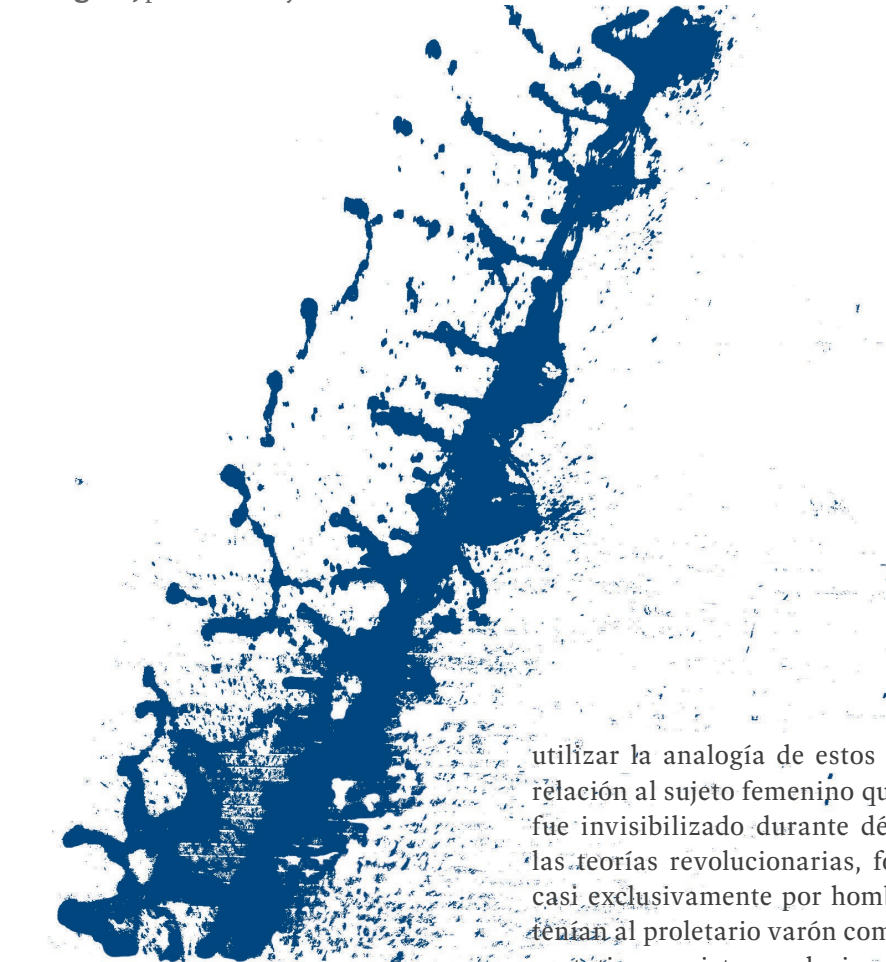 utilizar la analogía de estos
relación al sujeto femenino qu
fue invisibilizado durante dé
las teorías revolucionarias, fo
casi exclusivamente por homb
tenían al proletario varón com